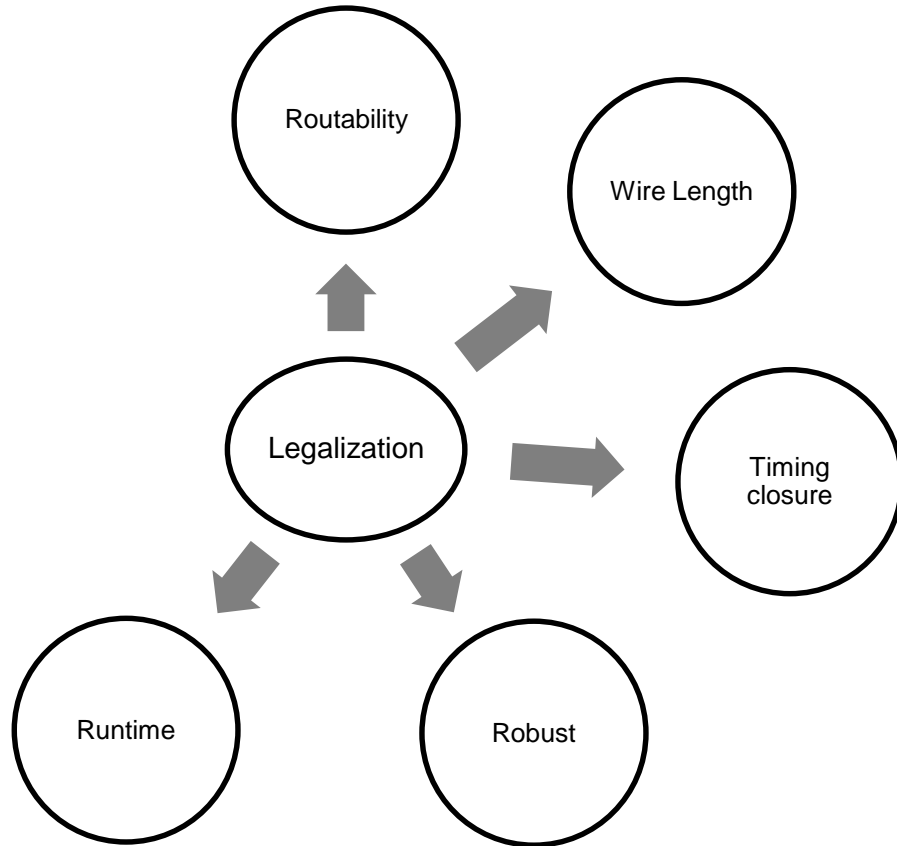 Routability
Wire Length
Legalization
Timing
closure
Runtime
Robust